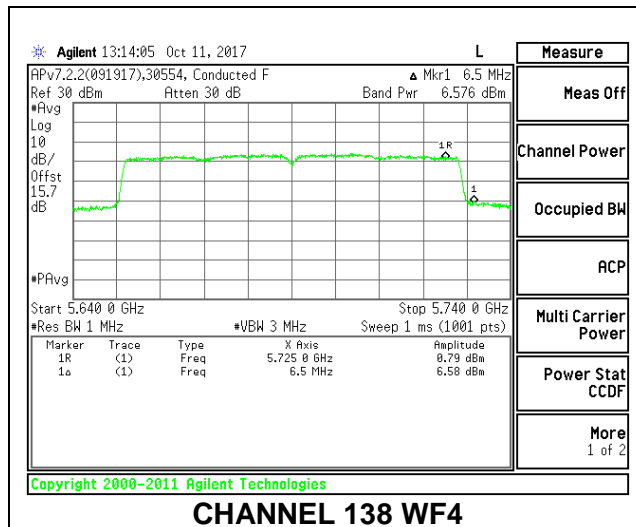 Agilent 13:14:05 Oct 11, 2017 L Measure
APv7.2.2(091917),30554, Conducted F ▵ Mkr1 6.5 MHz
Ref 30 dBm Atten 30 dB Band Pwr 6.576 dBm
Meas Off
#Avg
Log
10
dB/
Offst
15.7
dB
1R
1
#PAvg
Channel Power
Occupied BW
ACP
Start 5.640 0 GHz Stop 5.740 0 GHz
#Res BW 1 MHz #VBW 3 MHz Sweep 1 ms (1001 pts)
Multi Carrier
Power
Marker Trace Type X Axis Amplitude
1R (1) Freq 5.725 0 GHz 0.79 dBm
1▵ (1) Freq 6.5 MHz 6.58 dBm
Power Stat
CCDF
More
1 of 2
Copyright 2000-2011 Agilent Technologies
CHANNEL 138 WF4